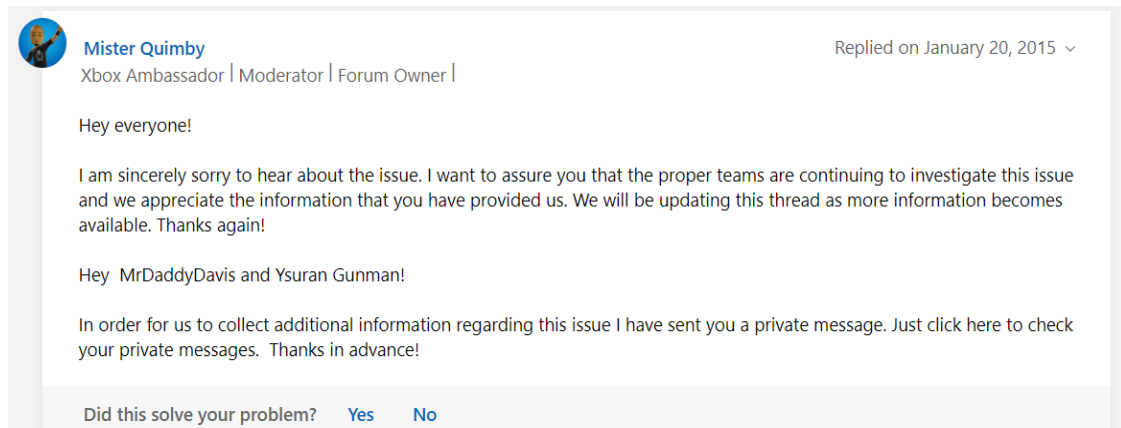 Mister Quimby
Replied on January 20, 2015
Xbox Ambassador | Moderator | Forum Owner |
Hey everyone!
I am sincerely sorry to hear about the issue. I want to assure you that the proper teams are continuing to investigate this issue
and we appreciate the information that you have provided us. We will be updating this thread as more information becomes
available. Thanks again!
Hey  MrDaddyDavis and Ysuran Gunman!
In order for us to collect additional information regarding this issue I have sent you a private message. Just click here to check
your private messages.  Thanks in advance!
Did this solve your problem? Yes No